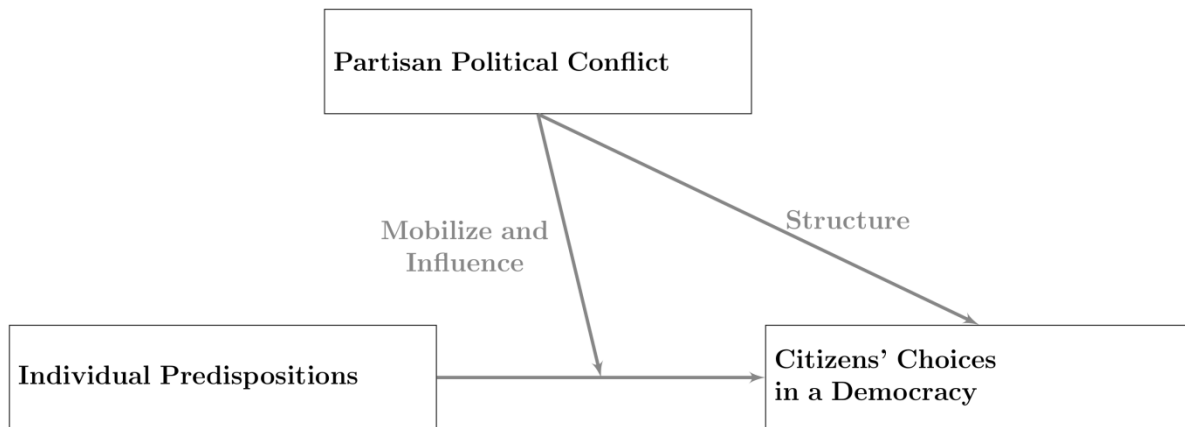 Partisan Political Conflict
Mobilize and
Influence
Structure
Individual Predispositions
Citizens’ Choices
in a Democracy